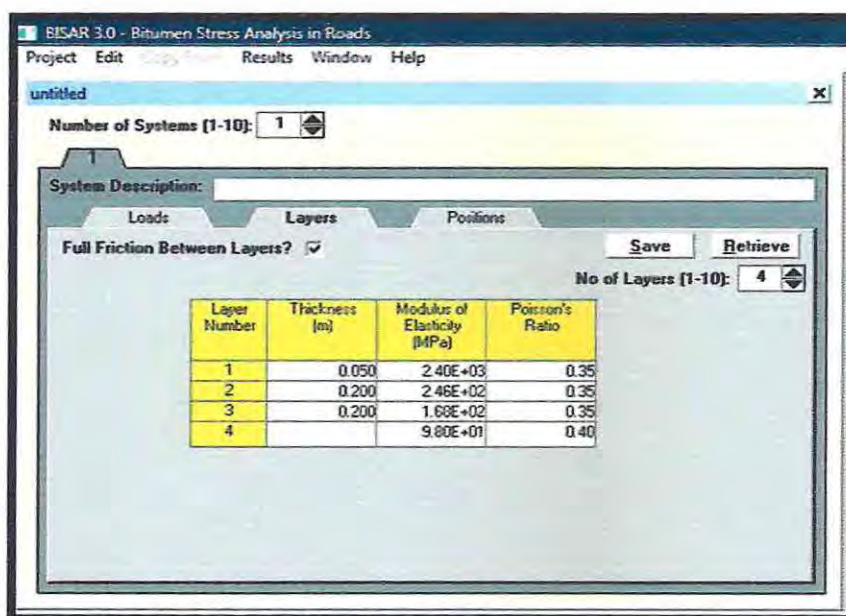 BISAR 3.0 - Bitumen Stress Analysis in Roads
Project Edit Results Window Help
untitled
Number of Systems (1-10): 1
1
System Description:
Loads Layers Positions
Full Friction Between Layers?
Save Retrieve
No of Layers (1-10): 4
Layer Number Thickness (m) Modulus of Elasticity (MPa) Poisson's Ratio
1 0.050 2.40E+03 0.35
2 0.200 2.46E+02 0.35
3 0.200 1.68E+02 0.35
4 9.80E+01 0.40